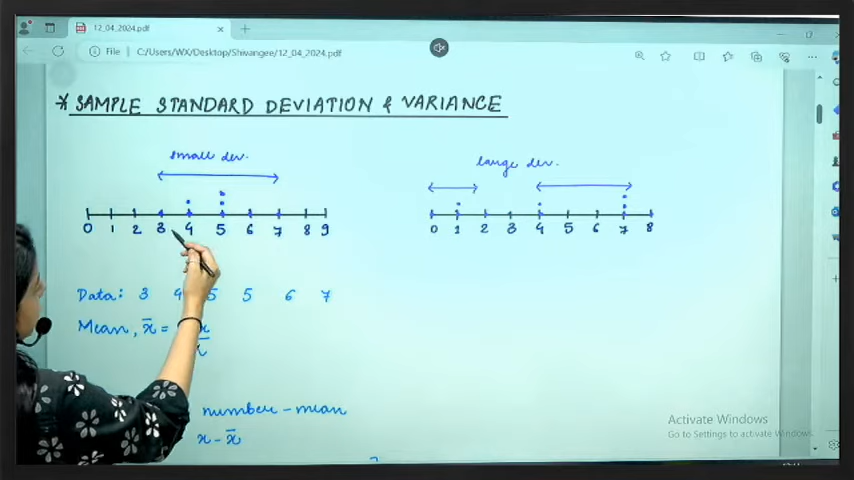 12_04_2024.pdf
File C:/Users/WX/Desktop/Shivangee/12_04_2024.pdf
* SAMPLE STANDARD DEVIATION & VARIANCE
small dev.
large dev.
0 1 2 3 4 5 6 7 8 9
0 1 2 3 4 5 6 7 8
Data: 3 4 5 5 6 7
Mean, x̄ =
number - mean
x - x̄
Activate Windows
Go to Settings to activate Windows.